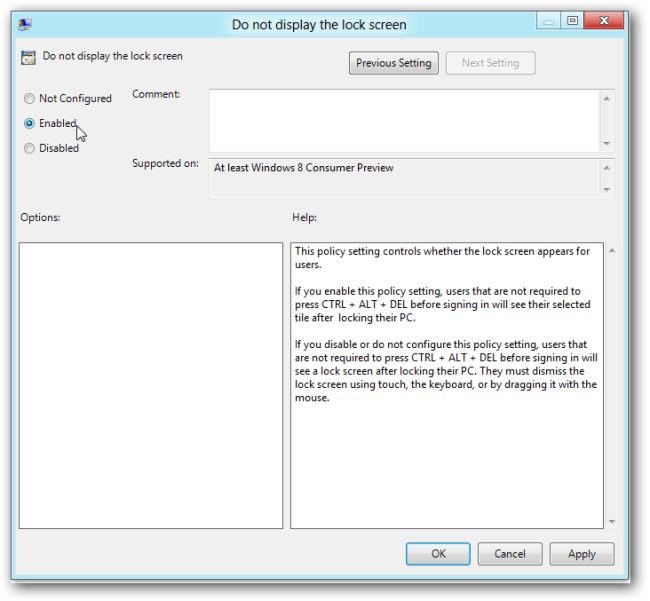 Do not display the lock screen
Do not display the lock screen
Previous Setting
Next Setting
Not Configured
Comment:
Enabled
Disabled
Supported on:
At least Windows 8 Consumer Preview
Options:
Help:
This policy setting controls whether the lock screen appears for
users.
If you enable this policy setting, users that are not required to
press CTRL + ALT + DEL before signing in will see their selected
tile after  locking their PC.
If you disable or do not configure this policy setting, users that
are not required to press CTRL + ALT + DEL before signing in will
see a lock screen after locking their PC. They must dismiss the
lock screen using touch, the keyboard, or by dragging it with the
mouse.
OK
Cancel
Apply